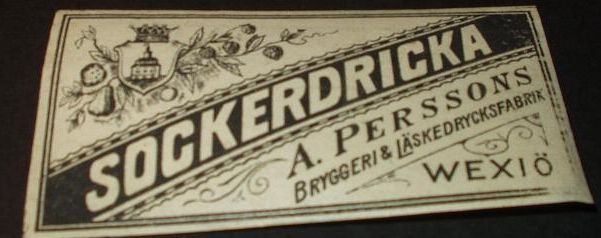 SOCKERDRICKA
A. PERSSONS
BRYGGERI & LÄSKEDRYCKSFABRIK
WEXIÖ